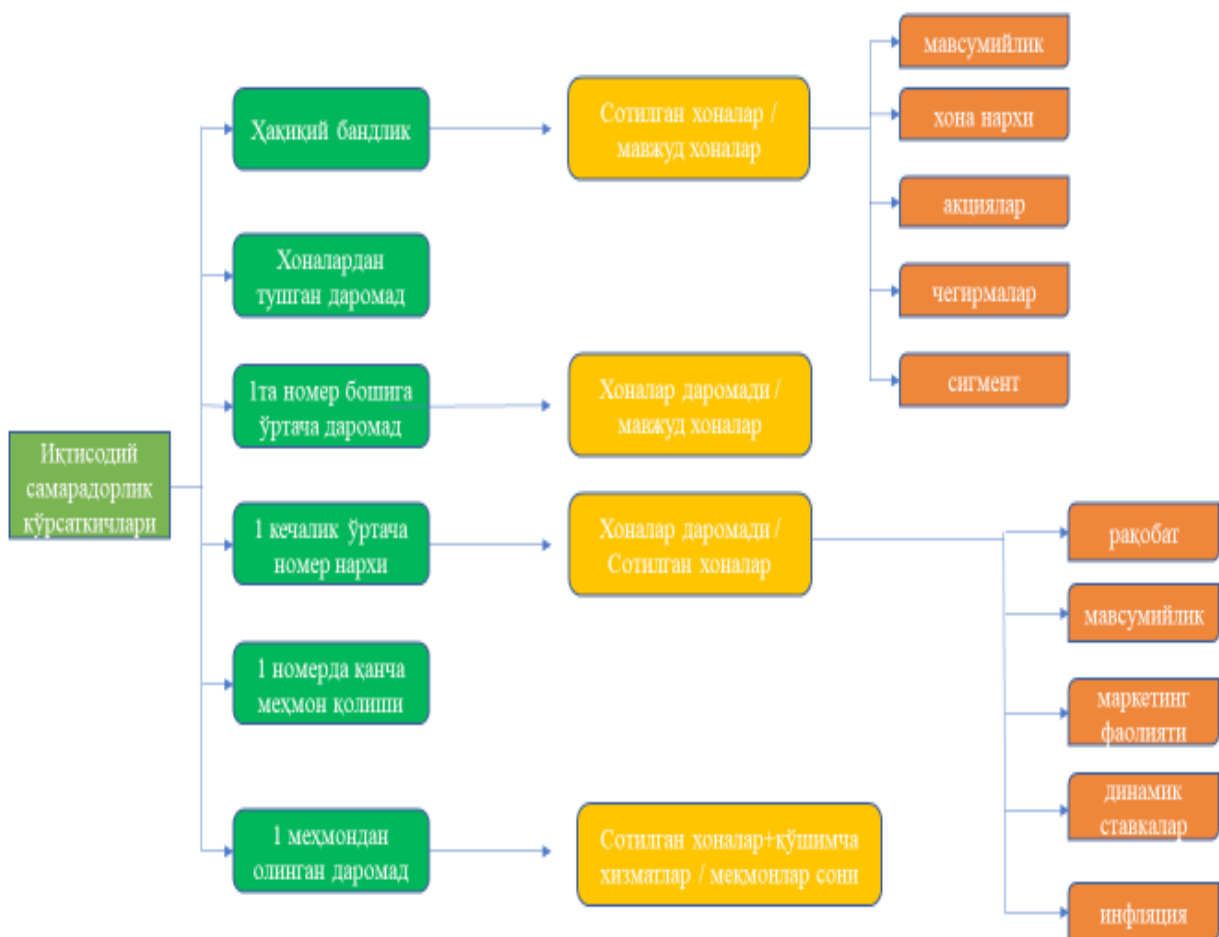 Иқтисодий
самарадорлик
кўрсаткичлари
Ҳақиқий бандлик
Хоналардан
тушган даромад
1та номер бошига
ўртача даромад
1 кечалик ўртача
номер нархи
1 номерда қанча
меҳмон қолиши
1 меҳмондан
олинган даромад
Сотилган хоналар /
мавжуд хоналар
Хоналар даромади /
мавжуд хоналар
Хоналар даромади /
Сотилган хоналар
Сотилган хоналар+қўшимча
хизматлар / меқмонлар сони
мавсумийлик
хона нархи
акциялар
чегирмалар
сигмент
рақобат
мавсумийлик
маркетинг
фаолияти
динамик
ставкалар
инфляция